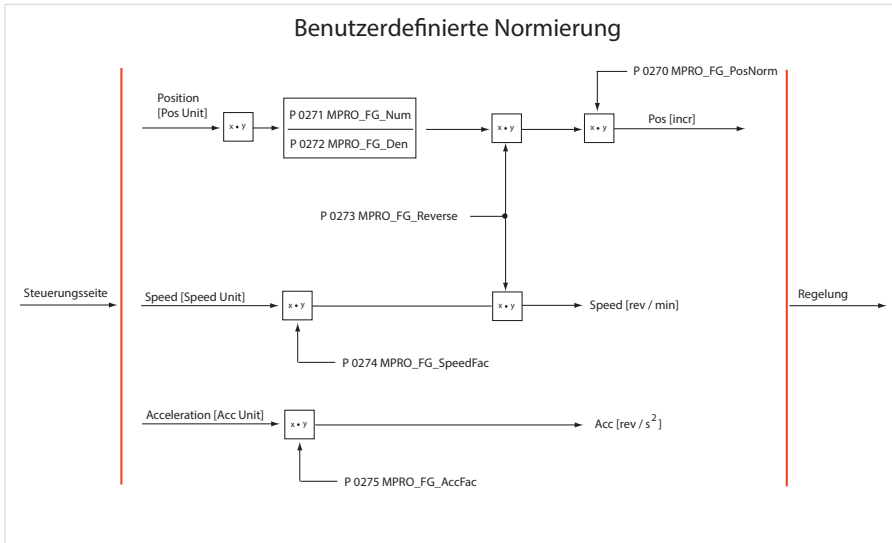 Benutzerdefinierte Normierung
P 0270 MPRO_FG_PosNorm
Position
[Pos Unit]
x • y
P 0271 MPRO_FG_Num
P 0272 MPRO_FG_Den
x • y
x • y
Pos [incr]
P 0273 MPRO_FG_Reverse
Steuerungsseite
Speed [Speed Unit]
x • y
x • y
Speed [rev / min]
Regelung
P 0274 MPRO_FG_SpeedFac
Acceleration [Acc Unit]
x • y
Acc [rev / s²]
P 0275 MPRO_FG_AccFac